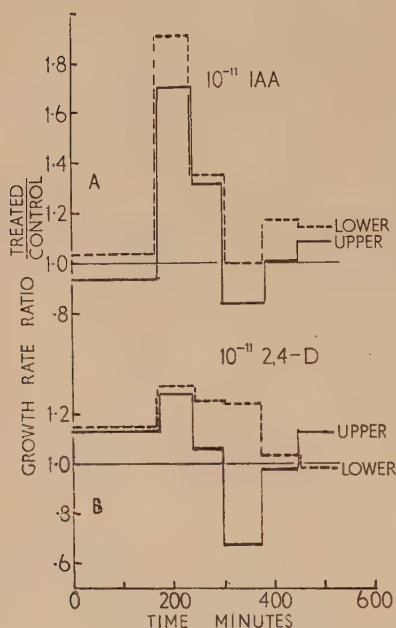 1·8
10⁻¹¹ IAA
1·6
1·4
A
1·2
LOWER
UPPER
1·0
·8
GROWTH RATE RATIO TREATED/CONTROL
10⁻¹¹ 2,4-D
1·2
UPPER
1·0
LOWER
·8
B
·6
0 200 400 600
TIME MINUTES